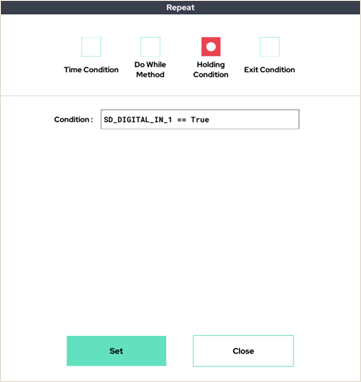 Repeat
Time Condition
Do While
Method
Holding
Condition
Exit Condition
Condition : SD_DIGITAL_IN_1 == True
Set
Close